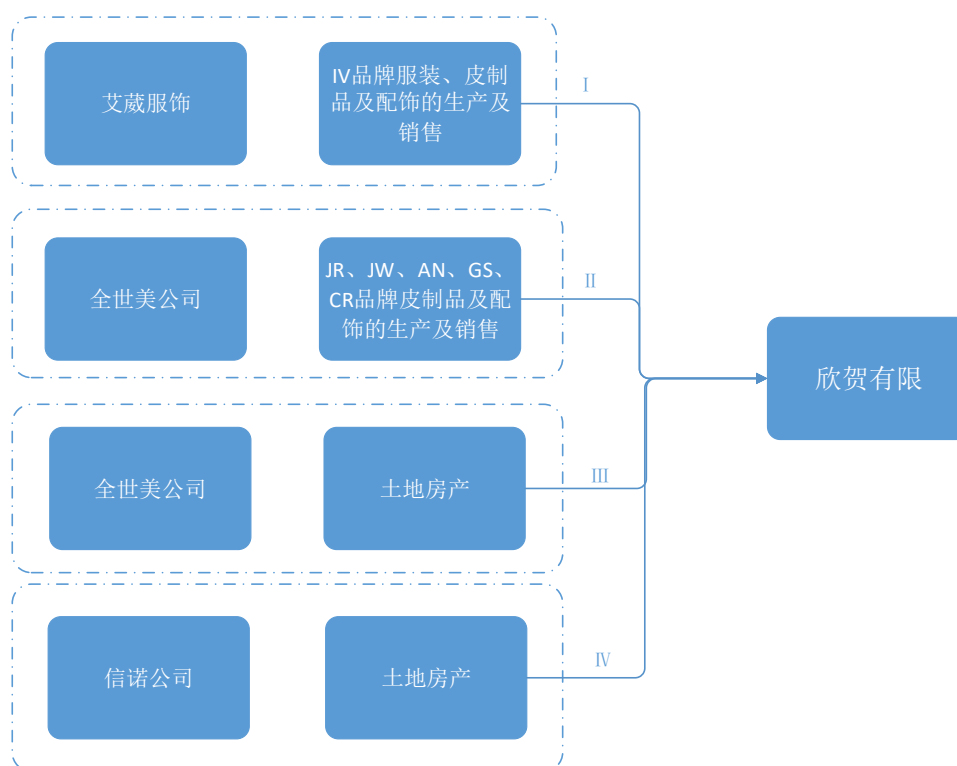 艾葳服饰
IV品牌服装、皮制
品及配饰的生产及
销售
I
全世美公司
JR、JW、AN、GS、
CR品牌皮制品及配
饰的生产及销售
II
欣贺有限
全世美公司
土地房产
III
信诺公司
土地房产
IV